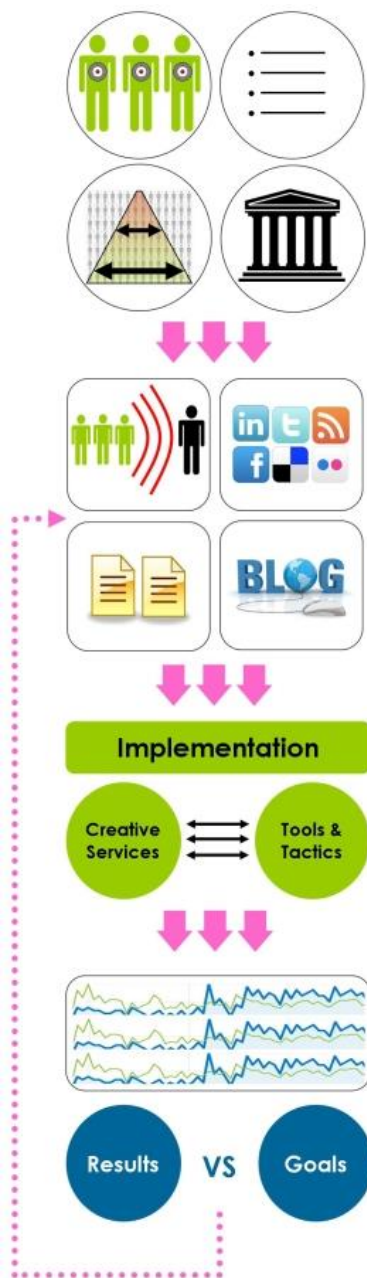 in t
f
BLOG
Implementation
Creative
Services
Tools &
Tactics
Results
VS
Goals